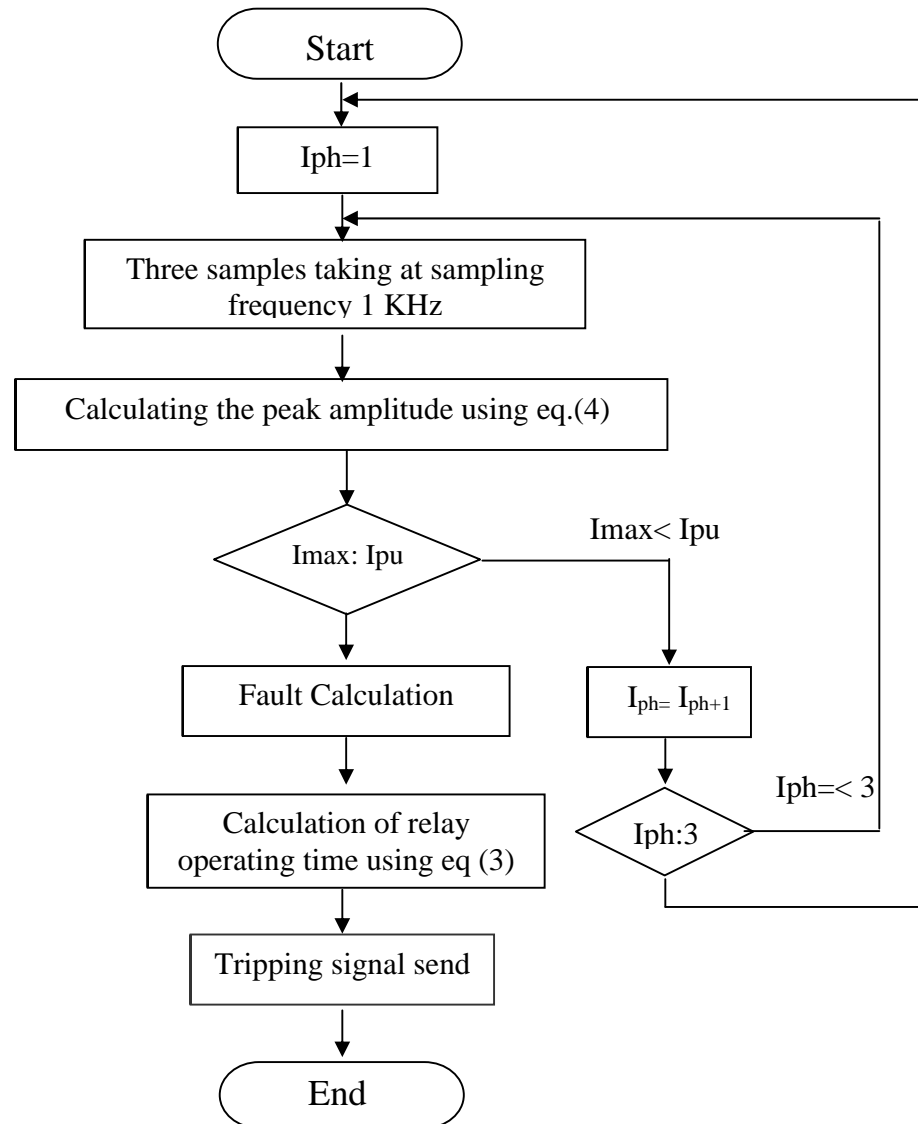 Start
Iph=1
Three samples taking at sampling
frequency 1 KHz
Calculating the peak amplitude using eq.(4)
Imax: Ipu
Imax< Ipu
Fault Calculation
Iph= Iph+1
Iph=< 3
Iph:3
Calculation of relay
operating time using eq (3)
Tripping signal send
End